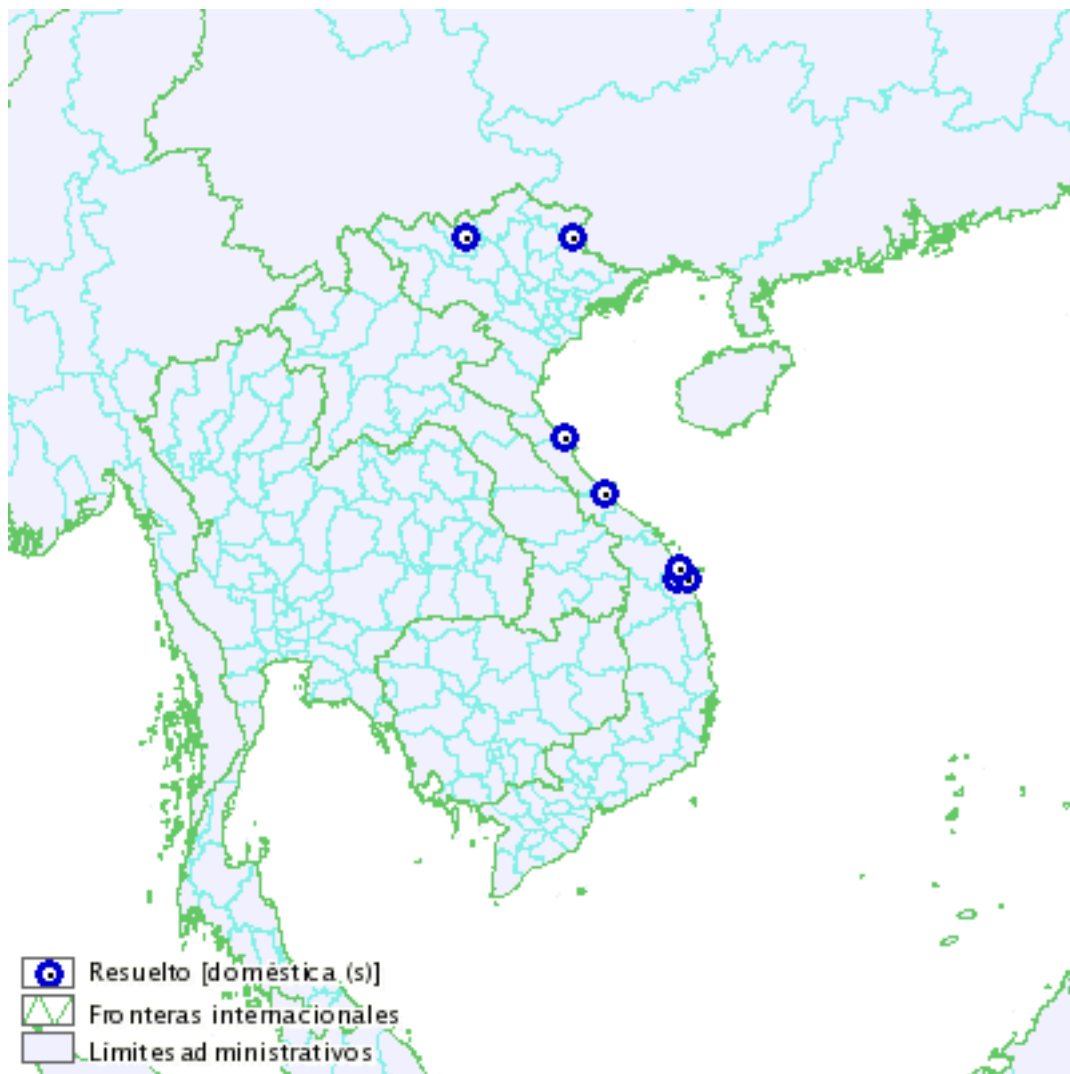 Resuelto [doméstica (s)]
Fronteras internacionales
Límites administrativos